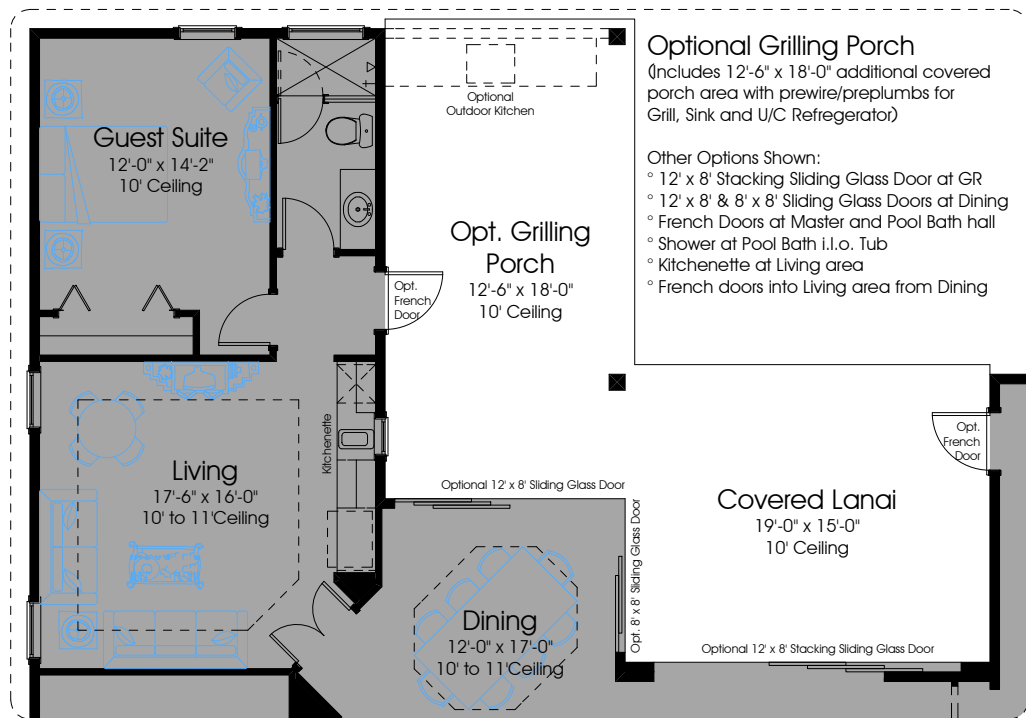 Optional Grilling Porch
(Includes 12'-6" x 18'-0" additional covered
porch area with prewire/preplumbs for
Grill, Sink and U/C Refregerator)
Other Options Shown:
° 12' x 8' Stacking Sliding Glass Door at GR
° 12' x 8' & 8' x 8' Sliding Glass Doors at Dining
° French Doors at Master and Pool Bath hall
° Shower at Pool Bath i.l.o. Tub
° Kitchenette at Living area
° French doors into Living area from Dining
Optional
Outdoor Kitchen
Guest Suite
12'-0" x 14'-2"
10' Ceiling
Opt. Grilling
Porch
12'-6" x 18'-0"
10' Ceiling
Opt.
French
Door
Opt.
French
Door
Kitchenette
Living
17'-6" x 16'-0"
10' to 11'Ceiling
Optional 12' x 8' Sliding Glass Door
Covered Lanai
19'-0" x 15'-0"
10' Ceiling
Opt. 8' x 8' Sliding Glass Door
Dining
12'-0" x 17'-0"
10' to 11'Ceiling
Optional 12' x 8' Stacking Sliding Glass Door